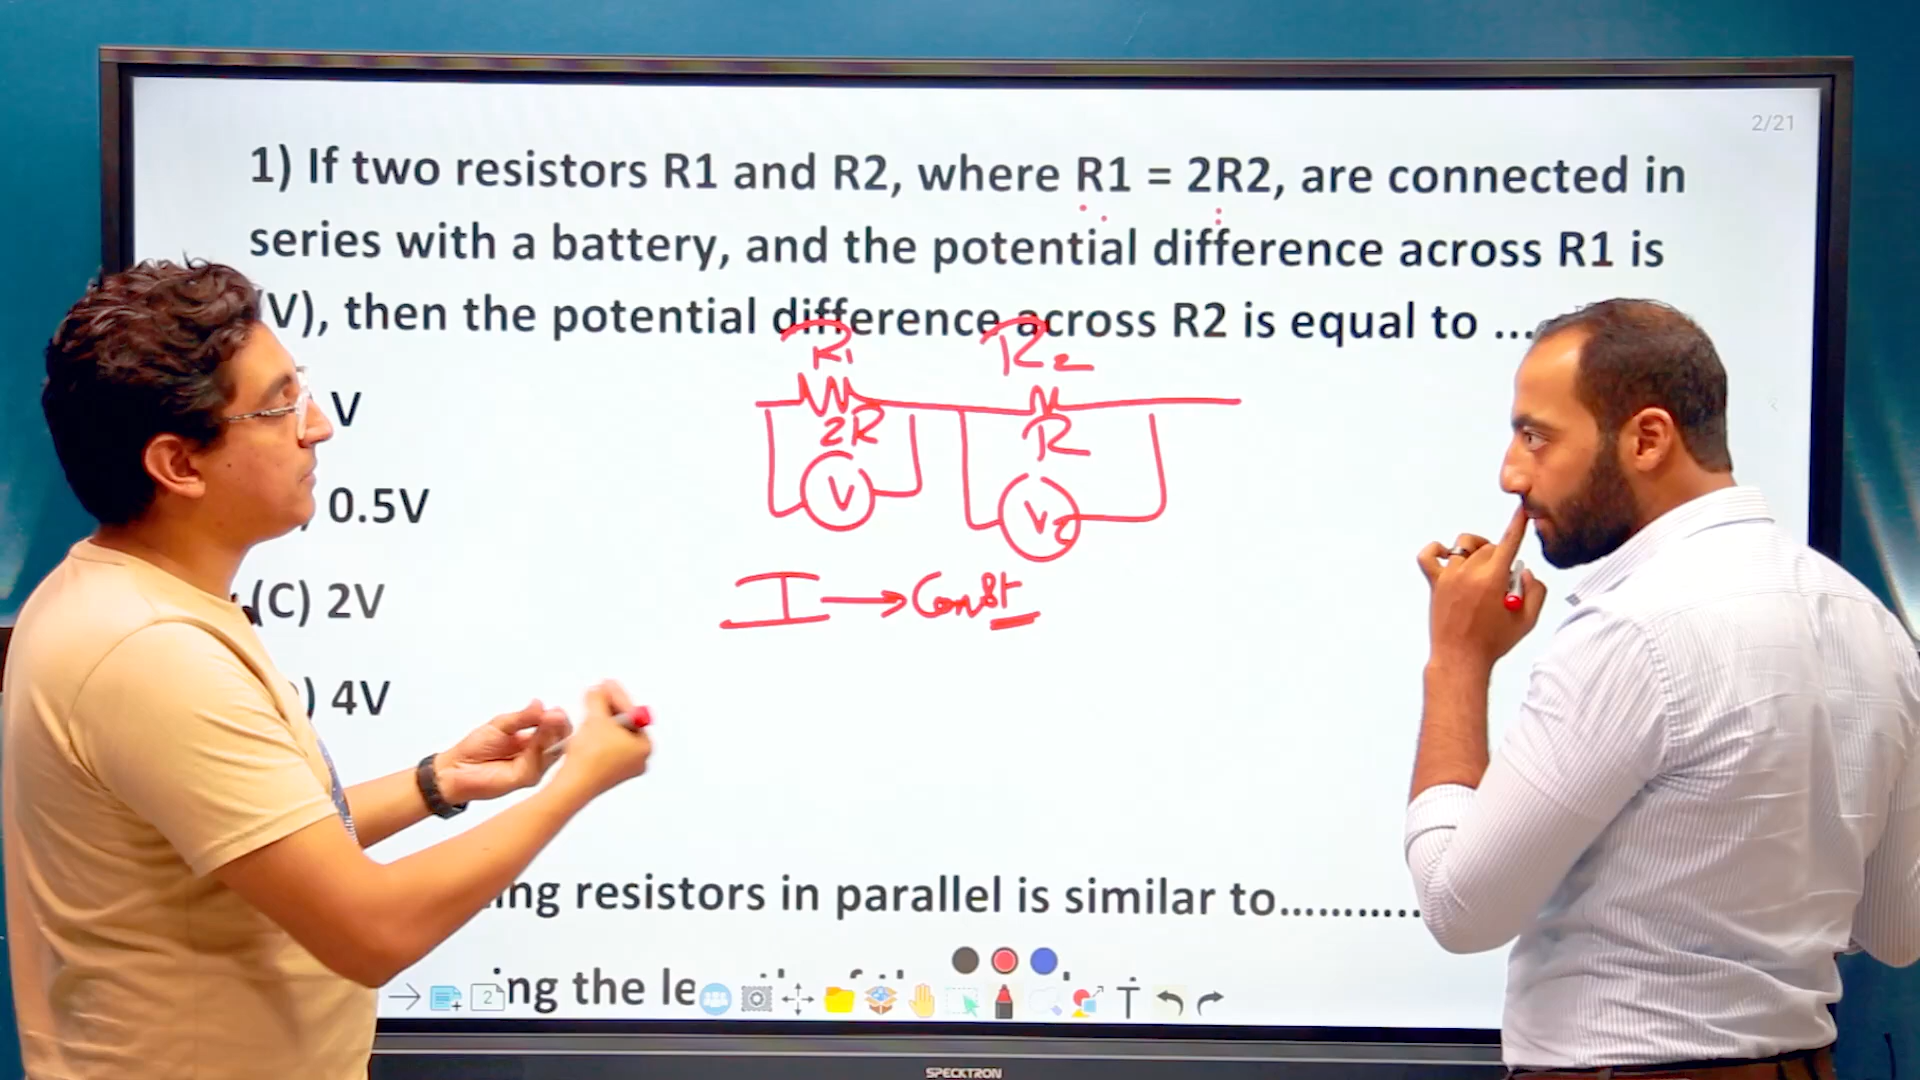 2/21
1) If two resistors R1 and R2, where R1 = 2R2, are connected in
series with a battery, and the potential difference across R1 is
(V), then the potential difference across R2 is equal to ...
R1 R2
2R R
V V2
I → Const
V
) 0.5V
(C) 2V
) 4V
ing resistors in parallel is similar to...........
ing the le
2
T
SPECKTRON